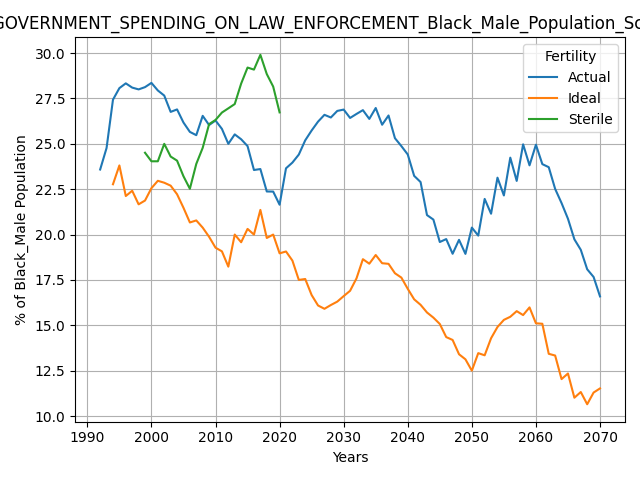 GOVERNMENT_SPENDING_ON_LAW_ENFORCEMENT_Black_Male_Population_Sc
30.0
27.5
25.0
22.5
20.0
17.5
15.0
12.5
10.0
% of Black_Male Population
Fertility
Actual
Ideal
Sterile
1990 2000 2010 2020 2030 2040 2050 2060 2070
Years